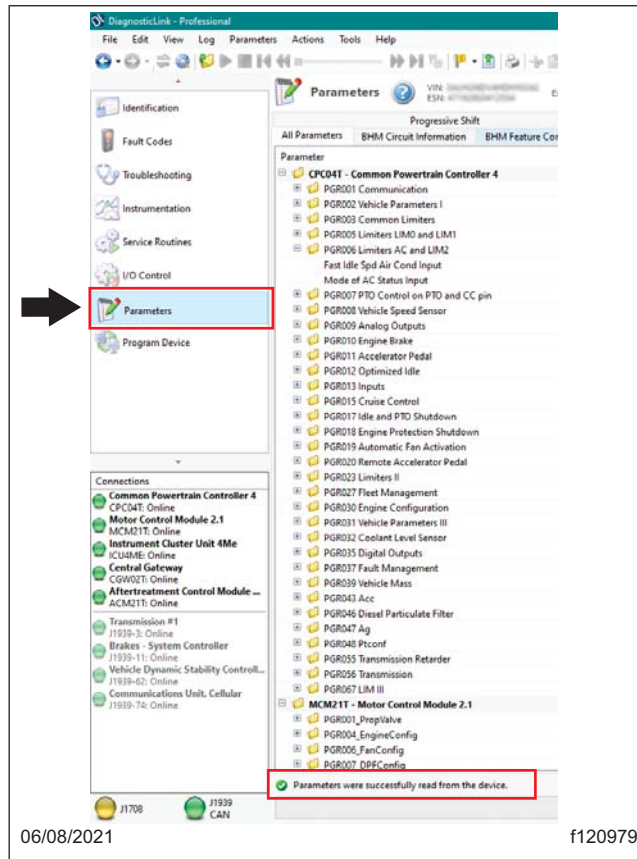 DiagnosticLink - Professional
File Edit View Log Parameters Actions Tools Help
Parameters
VIN:
ESN:
Identification
Fault Codes
Troubleshooting
Instrumentation
Service Routines
I/O Control
Parameters
Program Device
Progressive Shift
All Parameters BHM Circuit Information BHM Feature Cor
Parameter
CPC04T - Common Powertrain Controller 4
PGR001 Communication
PGR002 Vehicle Parameters I
PGR003 Common Limiters
PGR005 Limiters LIM0 and LIM1
PGR006 Limiters AC and LIM2
Fast Idle Spd Air Cond Input
Mode of AC Status Input
PGR007 PTO Control on PTO and CC pin
PGR008 Vehicle Speed Sensor
PGR009 Analog Outputs
PGR010 Engine Brake
PGR011 Accelerator Pedal
PGR012 Optimized Idle
PGR013 Inputs
PGR015 Cruise Control
PGR017 Idle and PTO Shutdown
PGR018 Engine Protection Shutdown
PGR019 Automatic Fan Activation
PGR020 Remote Accelerator Pedal
PGR023 Limiters II
PGR027 Fleet Management
PGR030 Engine Configuration
PGR031 Vehicle Parameters III
PGR032 Coolant Level Sensor
PGR035 Digital Outputs
PGR037 Fault Management
PGR039 Vehicle Mass
PGR043 Acc
PGR046 Diesel Particulate Filter
PGR047 Ag
PGR048 Ptconf
PGR055 Transmission Retarder
PGR056 Transmission
PGR067 LIM III
MCM21T - Motor Control Module 2.1
PGR001_PropValve
PGR004_EngineConfig
PGR006_FanConfig
PGR007_DPFConfig
Parameters were successfully read from the device.
Connections
Common Powertrain Controller 4
CPC04T: Online
Motor Control Module 2.1
MCM21T: Online
Instrument Cluster Unit 4Me
ICU4ME: Online
Central Gateway
CGW02T: Online
Aftertreatment Control Module ...
ACM21T: Online
Transmission #1
J1939-3: Online
Brakes - System Controller
J1939-11: Online
Vehicle Dynamic Stability Controll...
J1939-62: Online
Communications Unit, Cellular
J1939-74: Online
J1708
J1939
CAN
06/08/2021
f120979